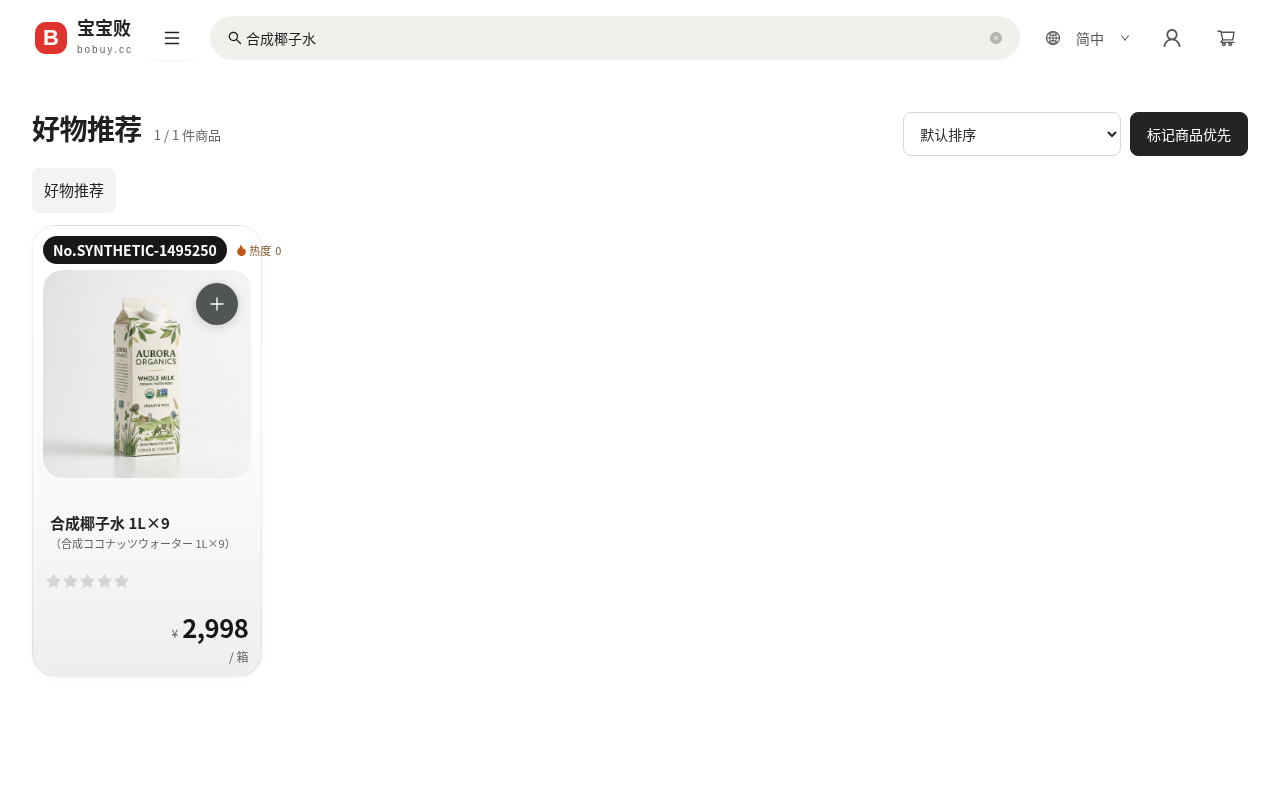 B 宝宝败
bobuy.cc
合成椰子水
简中
好物推荐 1 / 1 件商品
默认排序
标记商品优先
好物推荐
No.SYNTHETIC-1495250 热度 0
AURORA
ORGANICS
WHOLE MILK
合成椰子水 1L×9
（合成ココナッツウォーター 1L×9）
¥ 2,998
/ 箱